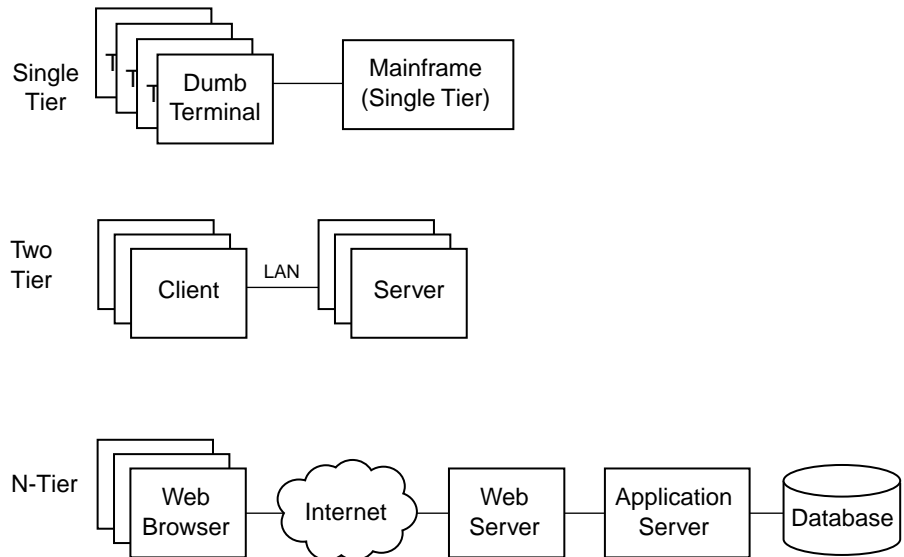 Single
Tier
T
T
T
Dumb
Terminal
Mainframe
(Single Tier)
Two
Tier
Client
LAN
Server
N-Tier
Web
Browser
Internet
Web
Server
Application
Server
Database